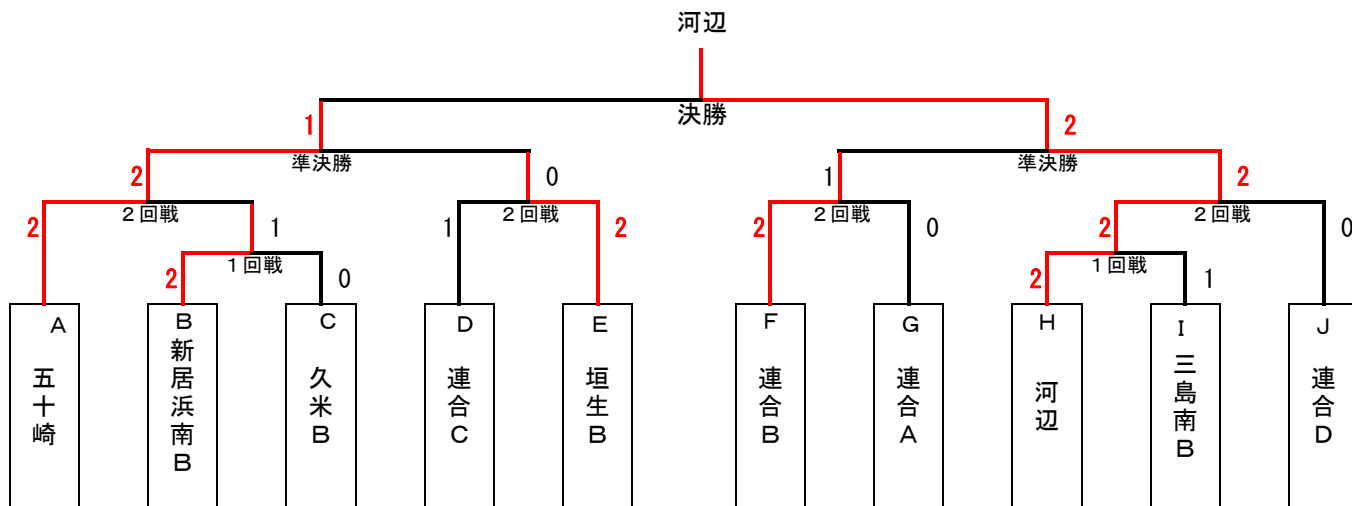 河辺
決勝
1
2
準決勝
準決勝
2
0
1
2
2回戦
2回戦
2回戦
2回戦
2
1
1
2
2
0
2
0
1回戦
1回戦
2
0
2
1
A
B
C
D
E
F
G
H
I
J
五十崎
新居浜南B
久米B
連合C
垣生B
連合B
連合A
河辺
三島南B
連合D